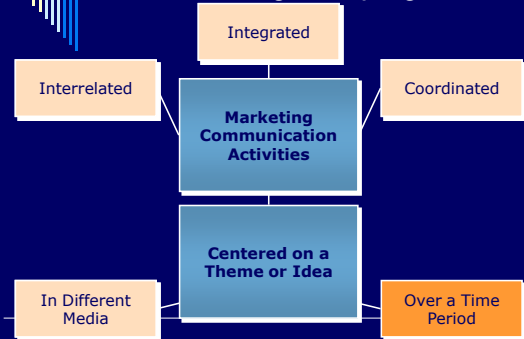 Integrated
Interrelated
Coordinated
Marketing
Communication
Activities
Centered on a
Theme or Idea
In Different
Media
Over a Time
Period